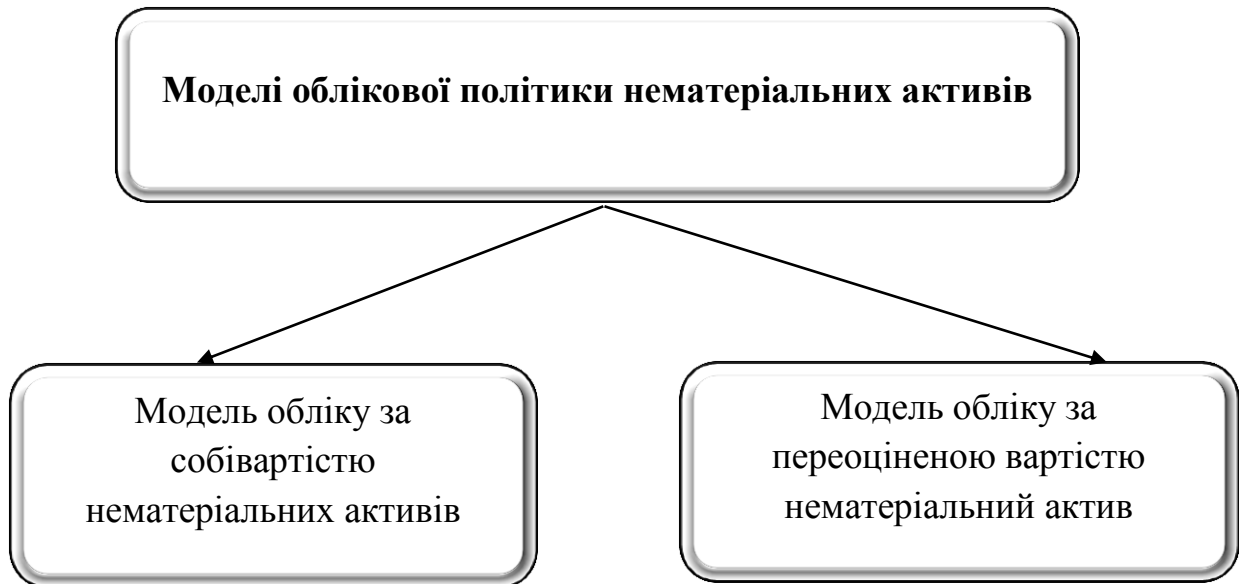 Моделі облікової політики нематеріальних активів
Модель обліку за
собівартістю
нематеріальних активів
Модель обліку за
переоціненою вартістю
нематеріальний актив